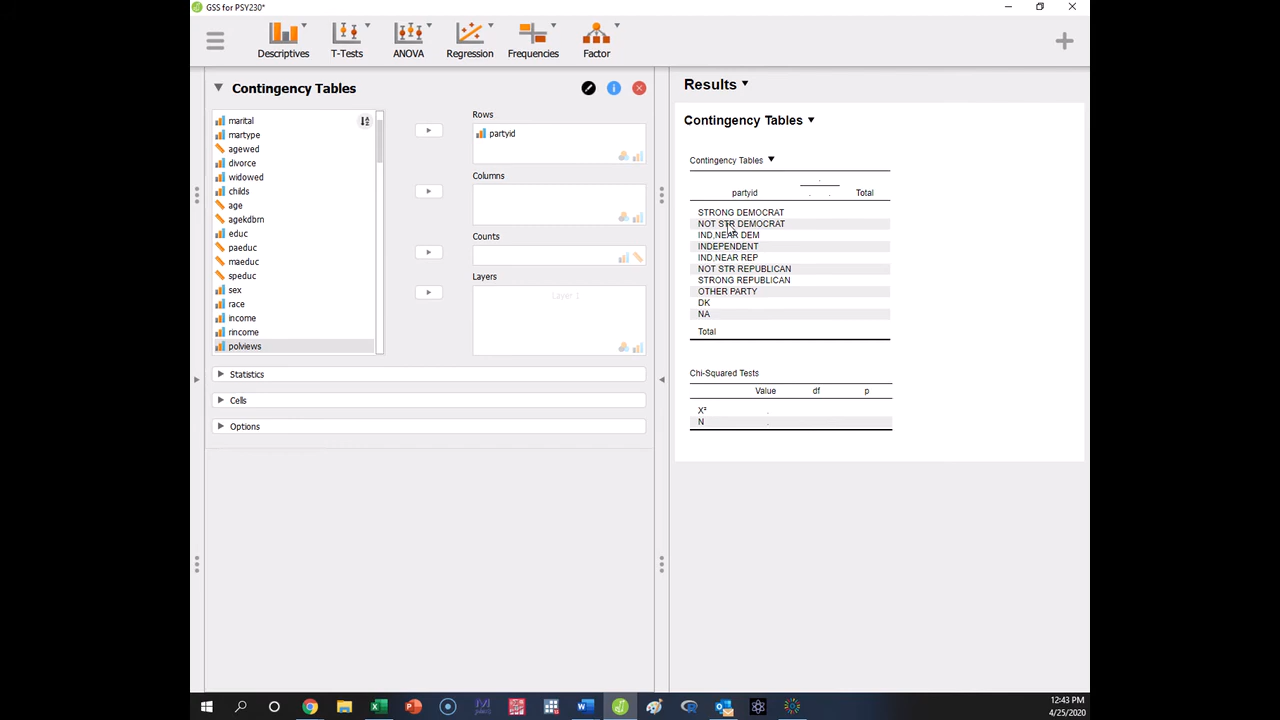 GSS for PSY230*
Descriptives
T-Tests
ANOVA
Regression
Frequencies
Factor
Contingency Tables
marital
martype
agewed
divorce
widowed
childs
age
agekdbrn
educ
paeduc
maeduc
speduc
sex
race
income
rincome
polviews
Rows
partyid
Columns
Counts
Layers
Layer 1
Statistics
Cells
Options
Results
Contingency Tables
Contingency Tables
.
partyid . . Total
STRONG DEMOCRAT
NOT STR DEMOCRAT
IND,NEAR DEM
INDEPENDENT
IND,NEAR REP
NOT STR REPUBLICAN
STRONG REPUBLICAN
OTHER PARTY
DK
NA
Total
Chi-Squared Tests
Value df p
X² .
N .
12:43 PM
4/25/2020